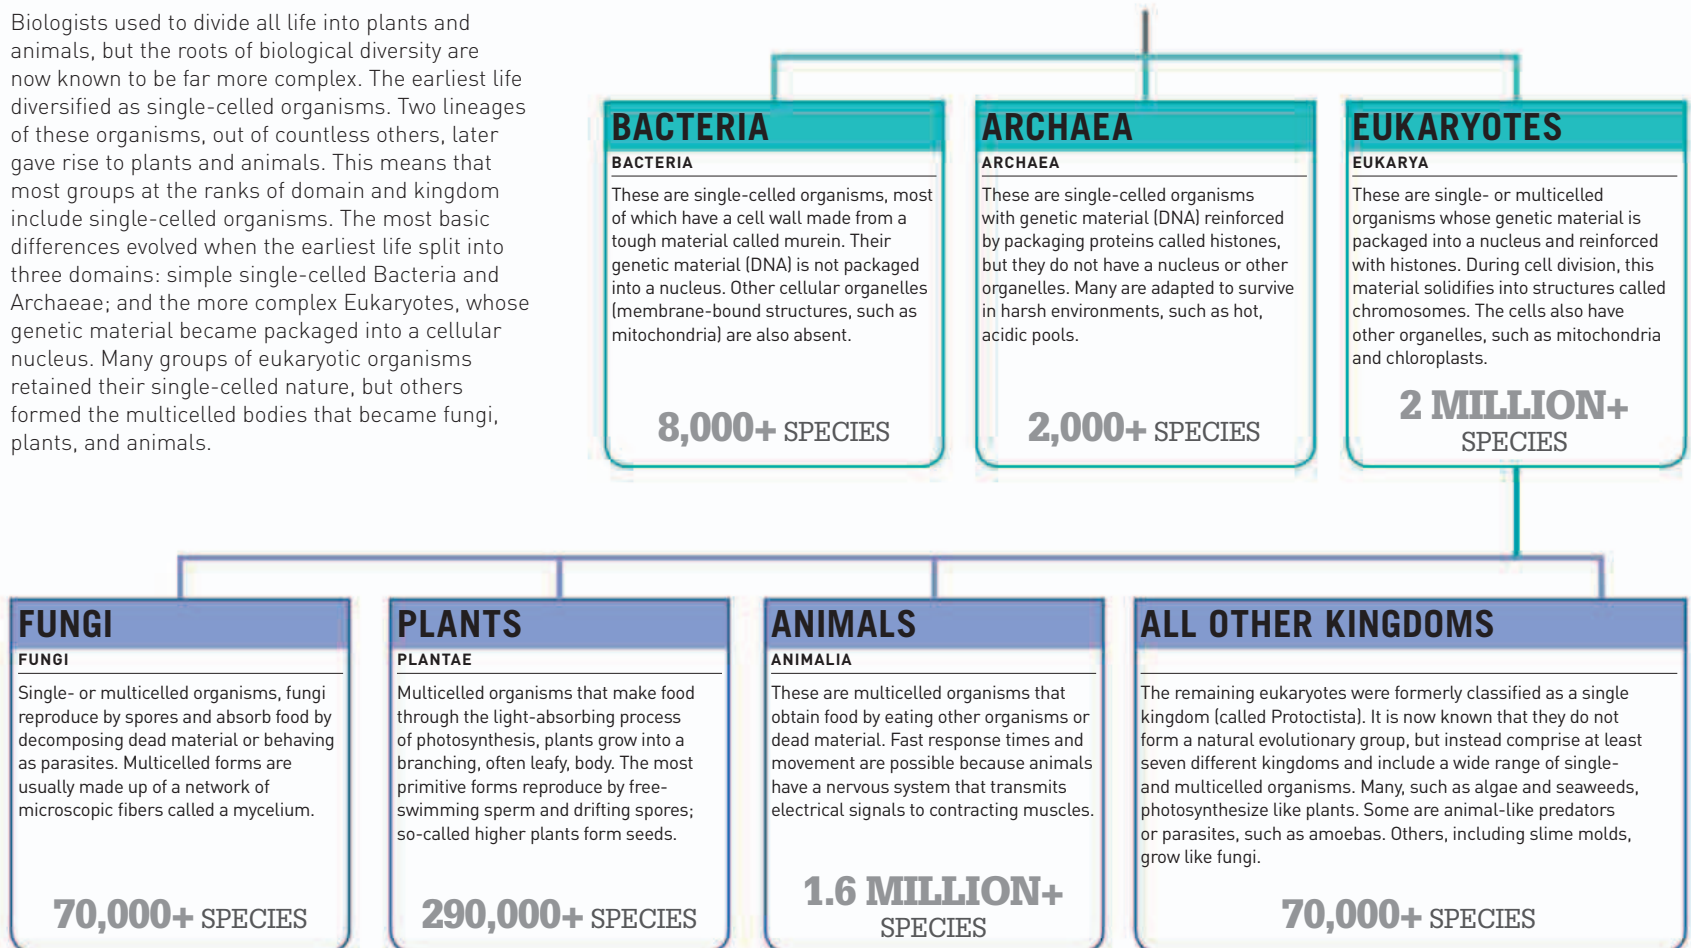 Biologists used to divide all life into plants and
animals, but the roots of biological diversity are
now known to be far more complex. The earliest life
diversified as single-celled organisms. Two lineages
of these organisms, out of countless others, later
gave rise to plants and animals. This means that
most groups at the ranks of domain and kingdom
include single-celled organisms. The most basic
differences evolved when the earliest life split into
three domains: simple single-celled Bacteria and
Archaeae; and the more complex Eukaryotes, whose
genetic material became packaged into a cellular
nucleus. Many groups of eukaryotic organisms
retained their single-celled nature, but others
formed the multicelled bodies that became fungi,
plants, and animals.
BACTERIA
BACTERIA
These are single-celled organisms, most
of which have a cell wall made from a
tough material called murein. Their
genetic material (DNA) is not packaged
into a nucleus. Other cellular organelles
(membrane-bound structures, such as
mitochondria) are also absent.
8,000+ SPECIES
ARCHAEA
ARCHAEA
These are single-celled organisms
with genetic material (DNA) reinforced
by packaging proteins called histones,
but they do not have a nucleus or other
organelles. Many are adapted to survive
in harsh environments, such as hot,
acidic pools.
2,000+ SPECIES
EUKARYOTES
EUKARYA
These are single- or multicelled
organisms whose genetic material is
packaged into a nucleus and reinforced
with histones. During cell division, this
material solidifies into structures called
chromosomes. The cells also have
other organelles, such as mitochondria
and chloroplasts.
2 MILLION+
SPECIES
FUNGI
FUNGI
Single- or multicelled organisms, fungi
reproduce by spores and absorb food by
decomposing dead material or behaving
as parasites. Multicelled forms are
usually made up of a network of
microscopic fibers called a mycelium.
70,000+ SPECIES
PLANTS
PLANTAE
Multicelled organisms that make food
through the light-absorbing process
of photosynthesis, plants grow into a
branching, often leafy, body. The most
primitive forms reproduce by free-
swimming sperm and drifting spores;
so-called higher plants form seeds.
290,000+ SPECIES
ANIMALS
ANIMALIA
These are multicelled organisms that
obtain food by eating other organisms or
dead material. Fast response times and
movement are possible because animals
have a nervous system that transmits
electrical signals to contracting muscles.
1.6 MILLION+
SPECIES
ALL OTHER KINGDOMS
The remaining eukaryotes were formerly classified as a single
kingdom (called Protoctista). It is now known that they do not
form a natural evolutionary group, but instead comprise at least
seven different kingdoms and include a wide range of single-
and multicelled organisms. Many, such as algae and seaweeds,
photosynthesize like plants. Some are animal-like predators
or parasites, such as amoebas. Others, including slime molds,
grow like fungi.
70,000+ SPECIES